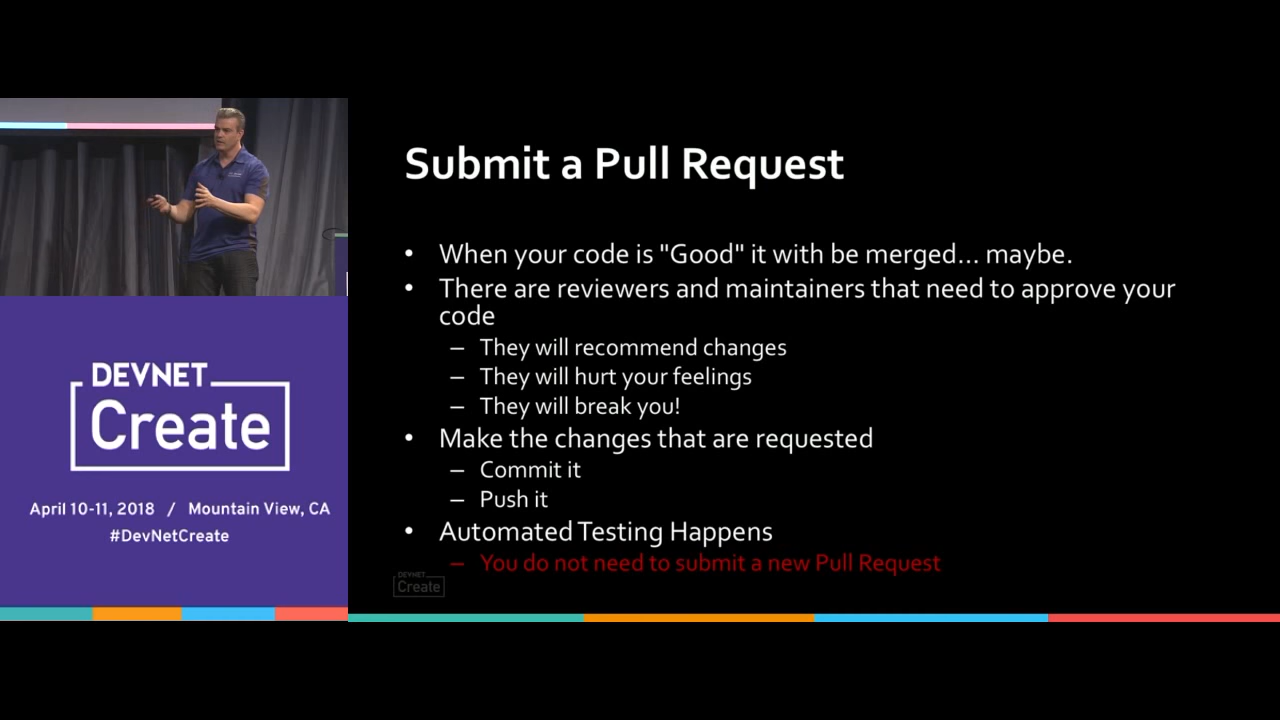 Submit a Pull Request
• When your code is "Good" it with be merged... maybe.
• There are reviewers and maintainers that need to approve your
code
– They will recommend changes
– They will hurt your feelings
– They will break you!
• Make the changes that are requested
– Commit it
– Push it
• Automated Testing Happens
– You do not need to submit a new Pull Request
DEVNET
Create
DEVNET
Create
April 10-11, 2018 / Mountain View, CA
#DevNetCreate